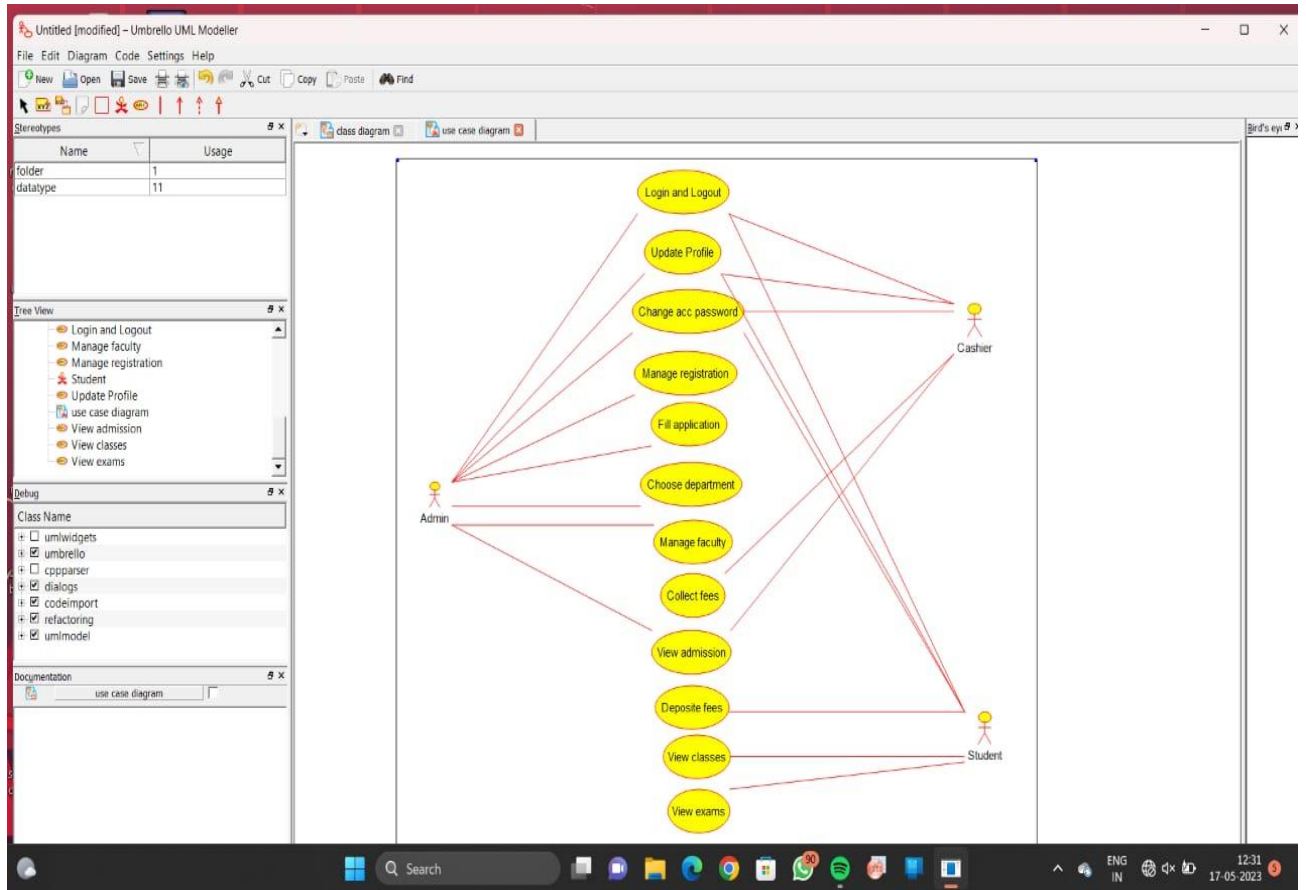 Untitled [modified] – Umbrello UML Modeller
File Edit Diagram Code Settings Help
New Open Save Cut Copy Paste Find
Stereotypes
Name Usage
folder 1
datatype 11
Tree View
Login and Logout
Manage faculty
Manage registration
Student
Update Profile
use case diagram
View admission
View classes
View exams
Debug
Class Name
umlwidgets
umbrello
cppparser
dialogs
codeimport
refactoring
umlmodel
Documentation
use case diagram
class diagram use case diagram
Bird's ey
Login and Logout
Update Profile
Change acc password
Cashier
Manage registration
Fill application
Choose department
Admin
Manage faculty
Collect fees
View admission
Deposite fees
View classes
Student
View exams
Search
90
ENG
IN
12:31
17-05-2023
5